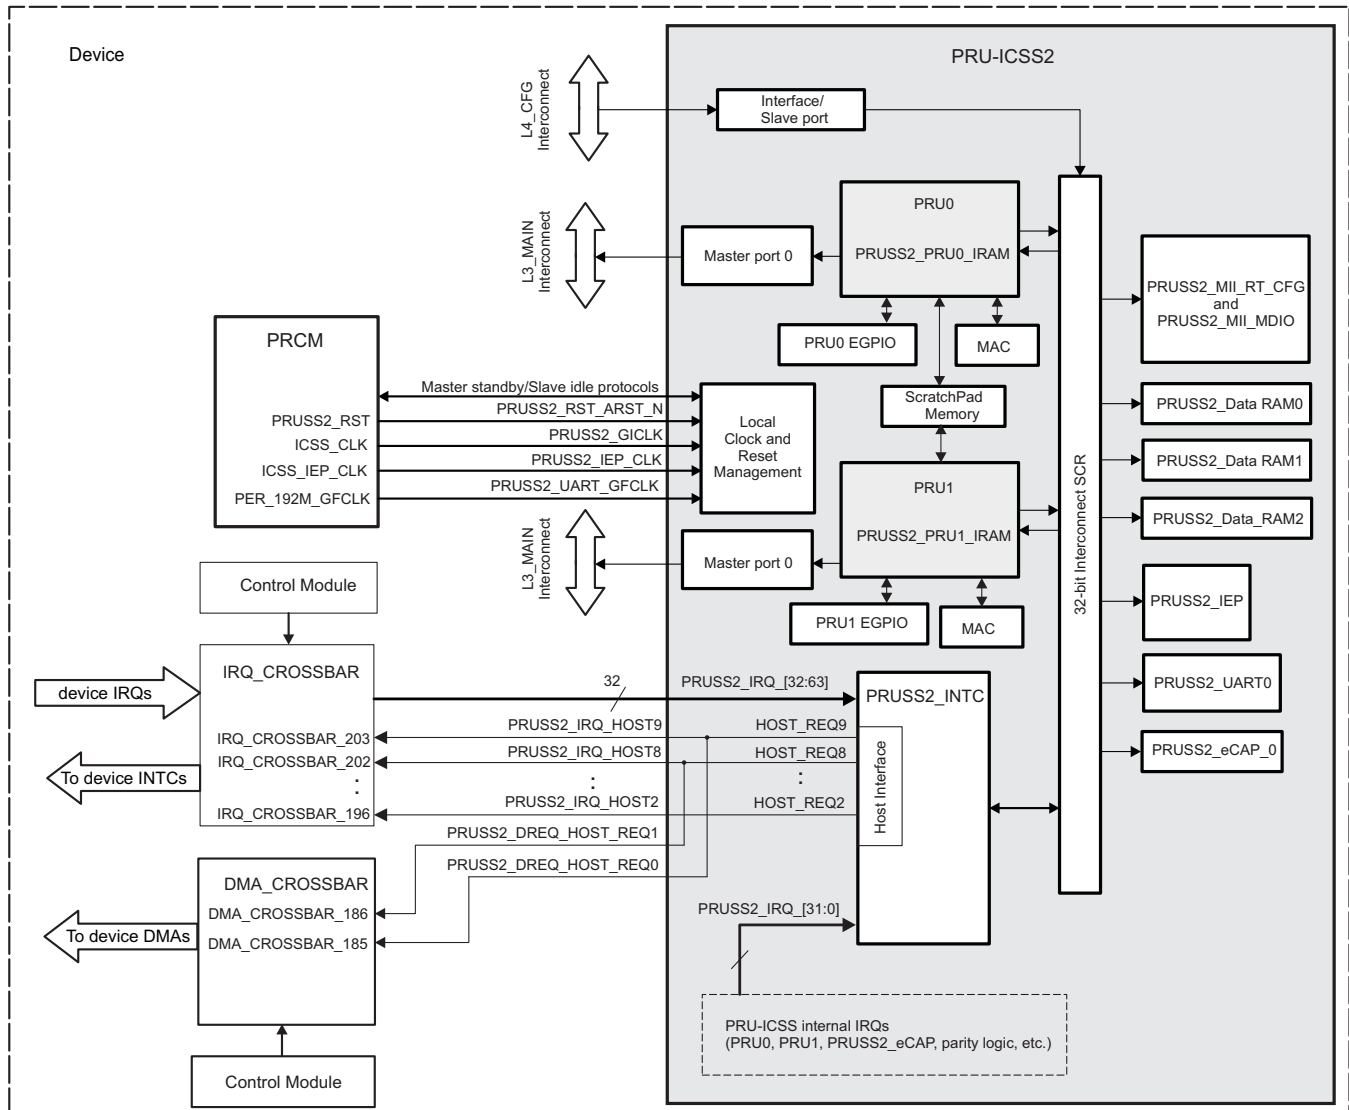 Device
PRU-ICSS2
L4_CFG
Interconnect
Interface/
Slave port
L3_MAIN
Interconnect
Master port 0
PRU0
PRUSS2_PRU0_IRAM
PRU0 EGPIO
MAC
PRUSS2_MII_RT_CFG
and
PRUSS2_MII_MDIO
PRCM
Master standby/Slave idle protocols
PRUSS2_RST
PRUSS2_RST_ARST_N
ICSS_CLK
PRUSS2_GICLK
ICSS_IEP_CLK
PRUSS2_IEP_CLK
PER_192M_GFCLK
PRUSS2_UART_GFCLK
Local
Clock and
Reset
Management
ScratchPad
Memory
PRUSS2_Data RAM0
PRUSS2_Data RAM1
PRUSS2_Data_RAM2
32-bit Interconnect SCR
PRU1
PRUSS2_PRU1_IRAM
L3_MAIN
Interconnect
Master port 0
PRU1 EGPIO
MAC
PRUSS2_IEP
PRUSS2_UART0
PRUSS2_eCAP_0
Control Module
IRQ_CROSSBAR
device IRQs
32
PRUSS2_IRQ_[32:63]
PRUSS2_INTC
IRQ_CROSSBAR_203
PRUSS2_IRQ_HOST9
HOST_REQ9
IRQ_CROSSBAR_202
PRUSS2_IRQ_HOST8
HOST_REQ8
To device INTCs
:
:
:
IRQ_CROSSBAR_196
PRUSS2_IRQ_HOST2
HOST_REQ2
Host Interface
PRUSS2_DREQ_HOST_REQ1
PRUSS2_DREQ_HOST_REQ0
DMA_CROSSBAR
DMA_CROSSBAR_186
DMA_CROSSBAR_185
To device DMAs
PRUSS2_IRQ_[31:0]
PRU-ICSS internal IRQs
(PRU0, PRU1, PRUSS2_eCAP, parity logic, etc.)
Control Module